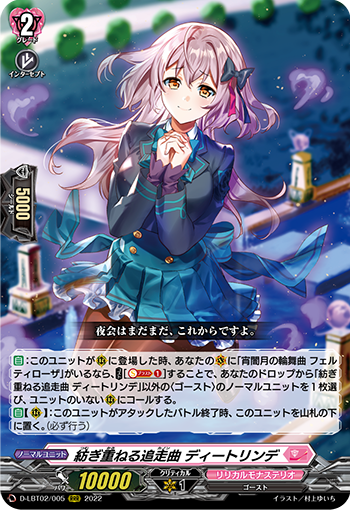 2
グレード
インターセプト
5000
シールド
夜会はまだまだ、これからですよ。
自:このユニットがRに登場した時、あなたのVに「宵闇月の輪舞曲 フェル
ティローザ」がいるなら、【コスト】することで、あなたのドロップから「紡ぎ
重ねる追走曲 ディートリンデ」以外の〈ゴースト〉のノーマルユニットを1枚選
び、ユニットのいないRにコールする。
自【R】:このユニットがアタックしたバトル終了時、このユニットを山札の下
に置く。(必ず行う)
ノーマルユニット
紡ぎ重ねる追走曲 ディートリンデ
パワー
10000
クリティカル
1
リリカルモナステリオ
ゴースト
D-LBT02/005 RRR 2022
イラスト/村上ゆいち